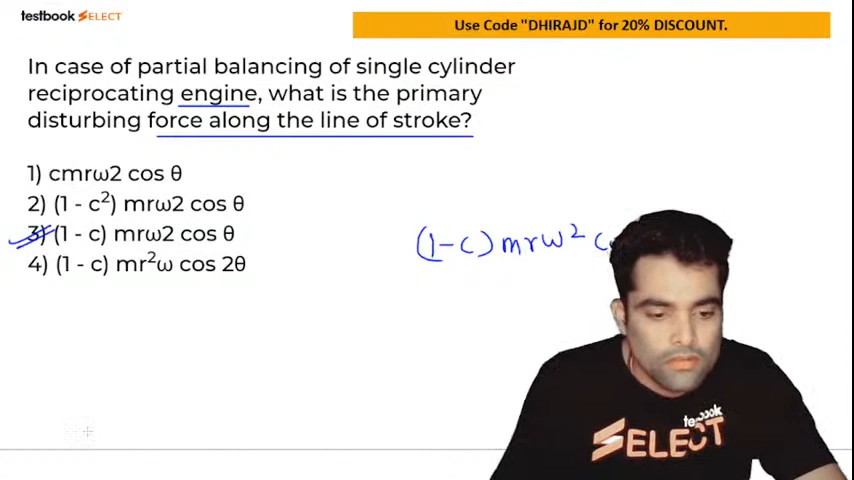 testbook SELECT
Use Code "DHIRAJD" for 20% DISCOUNT.
In case of partial balancing of single cylinder
reciprocating engine, what is the primary
disturbing force along the line of stroke?
1) cmrω2 cos θ
2) (1 - c²) mrω2 cos θ
3) (1 - c) mrω2 cos θ
4) (1 - c) mr²ω cos 2θ
(1-c) mrω²
testbook
SELECT